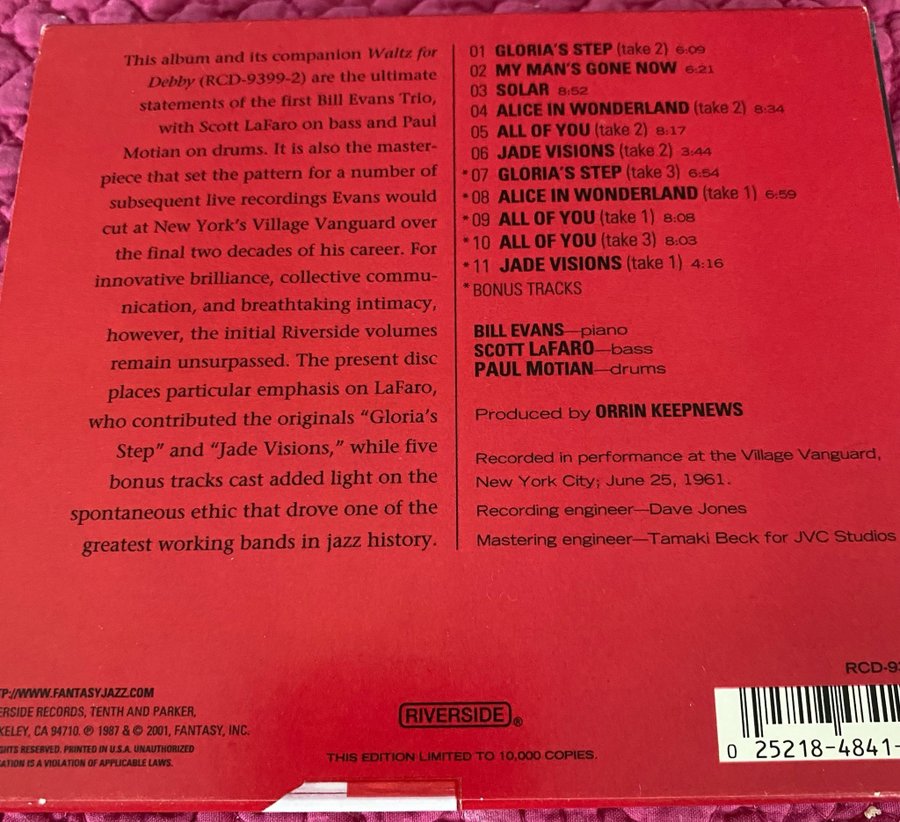 This album and its companion Waltz for
Debby (RCD-9399-2) are the ultimate
statements of the first Bill Evans Trio,
with Scott LaFaro on bass and Paul
Motian on drums. It is also the master-
piece that set the pattern for a number of
subsequent live recordings Evans would
cut at New York's Village Vanguard over
the final two decades of his career. For
innovative brilliance, collective commu-
nication, and breathtaking intimacy,
however, the initial Riverside volumes
remain unsurpassed. The present disc
places particular emphasis on LaFaro,
who contributed the originals “Gloria's
Step” and “Jade Visions,” while five
bonus tracks cast added light on the
spontaneous ethic that drove one of the
greatest working bands in jazz history.
01 GLORIA'S STEP (take 2) 6:09
02 MY MAN'S GONE NOW 6:21
03 SOLAR 8:52
04 ALICE IN WONDERLAND (take 2) 8:34
05 ALL OF YOU (take 2) 8:17
06 JADE VISIONS (take 2) 3:44
*07 GLORIA'S STEP (take 3) 6:54
*08 ALICE IN WONDERLAND (take 1) 6:59
*09 ALL OF YOU (take 1) 8:08
*10 ALL OF YOU (take 3) 8:03
*11 JADE VISIONS (take 1) 4:16
*BONUS TRACKS
BILL EVANS—piano
SCOTT LAFARO—bass
PAUL MOTIAN—drums
Produced by ORRIN KEEPNEWS
Recorded in performance at the Village Vanguard,
New York City; June 25, 1961.
Recording engineer—Dave Jones
Mastering engineer—Tamaki Beck for JVC Studios
RCD-93
TP://WWW.FANTASYJAZZ.COM
ERSIDE RECORDS, TENTH AND PARKER,
KELEY, CA 94710. ℗ 1987 & © 2001, FANTASY, INC.
GHTS RESERVED. PRINTED IN U.S.A. UNAUTHORIZED
ATION IS A VIOLATION OF APPLICABLE LAWS.
RIVERSIDE®
THIS EDITION LIMITED TO 10,000 COPIES.
0 25218-4841-